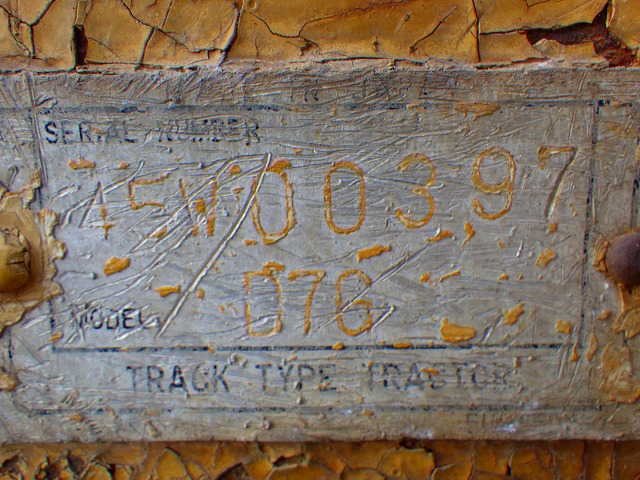 SERIAL NUMBER
45W00397
D7G
MODEL
TRACK TYPE TRACTOR